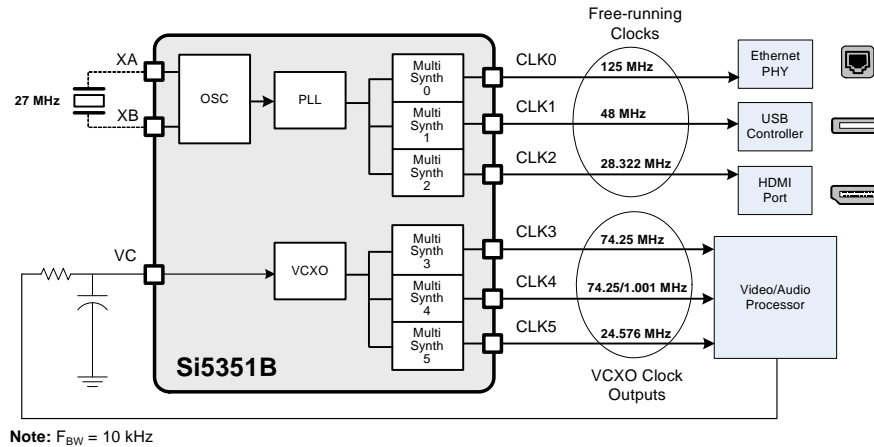 Free-running
Clocks
XA
27 MHz
XB
OSC
PLL
Multi
Synth
0
Multi
Synth
1
Multi
Synth
2
CLK0
125 MHz
Ethernet
PHY
CLK1
48 MHz
USB
Controller
CLK2
28.322 MHz
HDMI
Port
VC
VCXO
Multi
Synth
3
Multi
Synth
4
Multi
Synth
5
CLK3
74.25 MHz
CLK4
74.25/1.001 MHz
CLK5
24.576 MHz
Video/Audio
Processor
Si5351B
VCXO Clock
Outputs
Note: FBW = 10 kHz